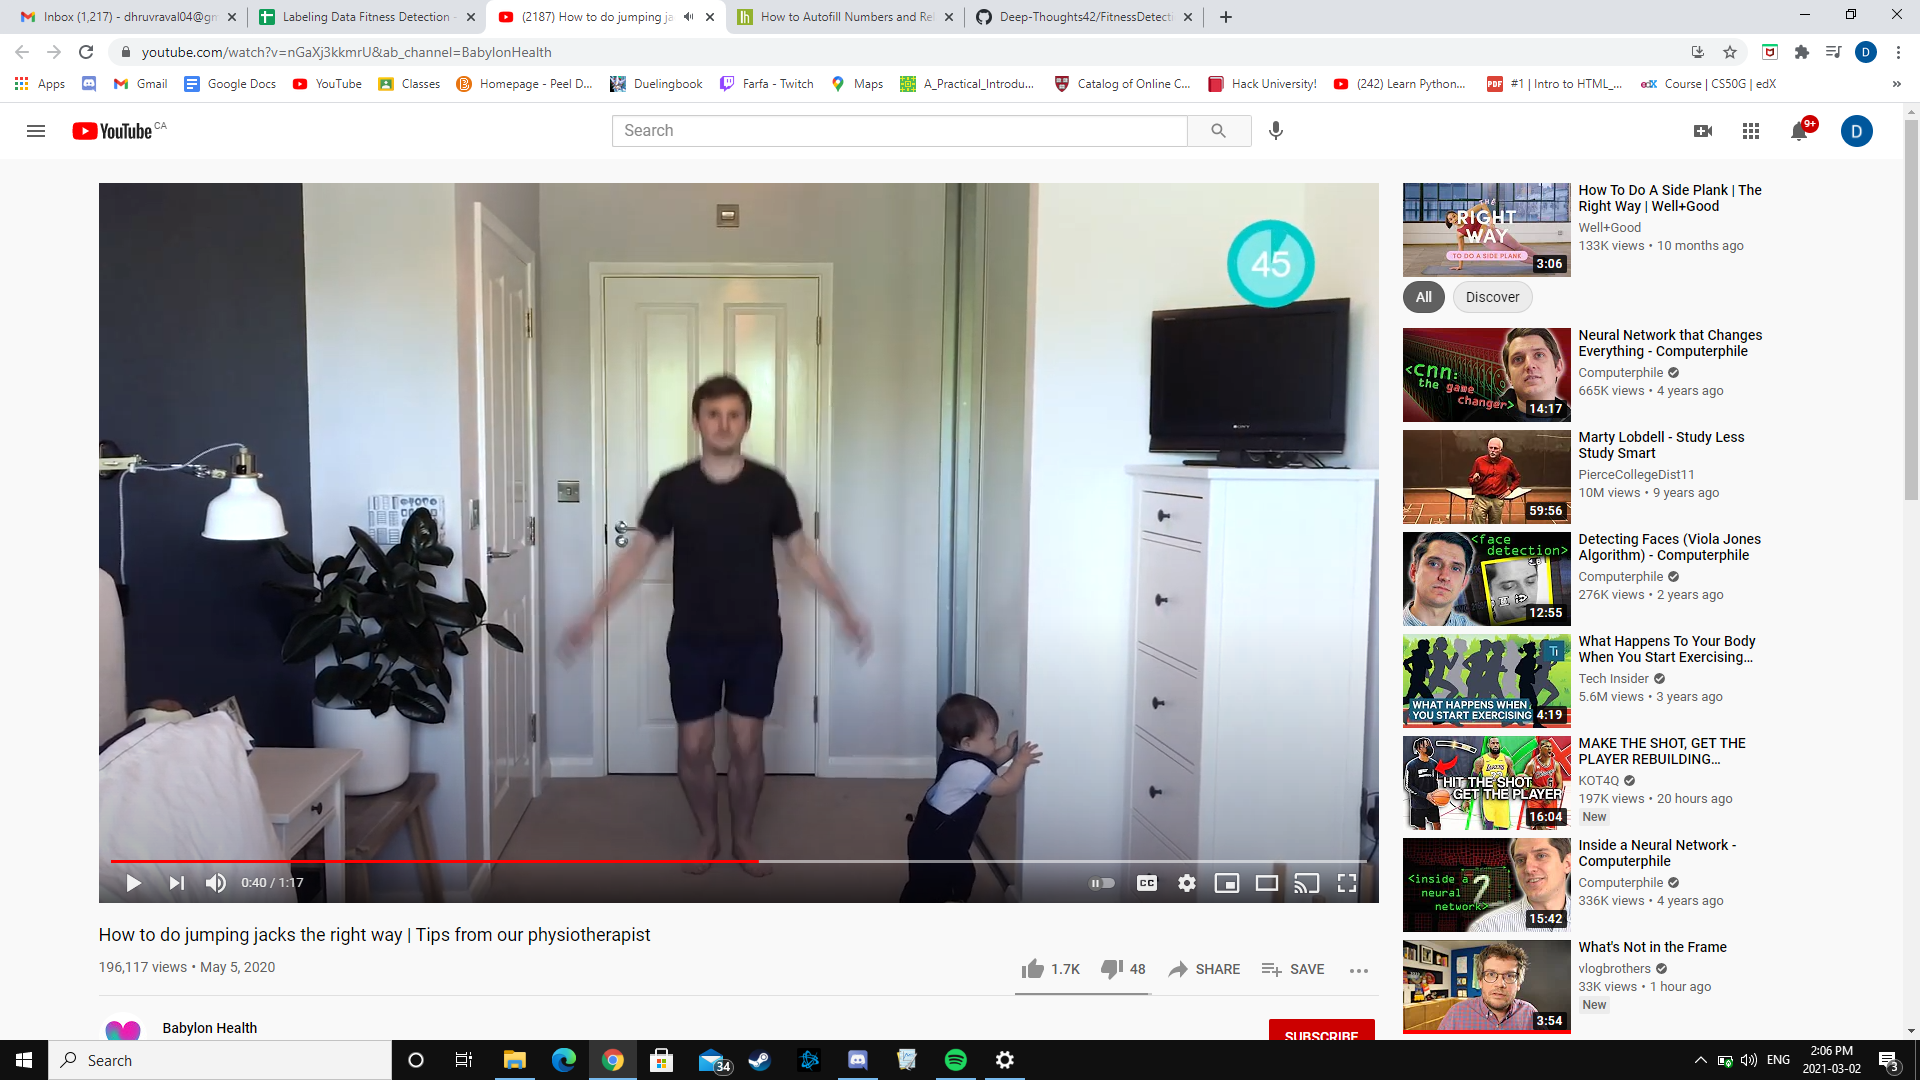 Inbox (1,217) - dhruvraval04@gm
Labeling Data Fitness Detection -
(2187) How to do jumping ja
How to Autofill Numbers and Rel
Deep-Thoughts42/FitnessDetecti
youtube.com/watch?v=nGaXj3kkmrU&ab_channel=BabylonHealth
D
Apps
Gmail
Google Docs
YouTube
Classes
Homepage - Peel D...
Duelingbook
Farfa - Twitch
Maps
A_Practical_Introdu...
Catalog of Online C...
Hack University!
(242) Learn Python...
PDF
#1 | Intro to HTML_...
edX
Course | CS50G | edX
»
YouTube CA
Search
9+
D
45
SONY
0:40 / 1:17
CC
How to do jumping jacks the right way | Tips from our physiotherapist
196,117 views • May 5, 2020
1.7K
48
SHARE
SAVE
Babylon Health
SUBSCRIBE
THE
RIGHT
WAY
TO DO A SIDE PLANK
3:06
How To Do A Side Plank | The
Right Way | Well+Good
Well+Good
133K views • 10 months ago
All
Discover
<cnn:
the game
changer>
14:17
Neural Network that Changes
Everything - Computerphile
Computerphile
665K views • 4 years ago
59:56
Marty Lobdell - Study Less
Study Smart
PierceCollegeDist11
10M views • 9 years ago
<face
detection>
12:55
Detecting Faces (Viola Jones
Algorithm) - Computerphile
Computerphile
276K views • 2 years ago
TI
WHAT HAPPENS WHEN
YOU START EXERCISING
4:19
What Happens To Your Body
When You Start Exercising...
Tech Insider
5.6M views • 3 years ago
HIT THE SHOT
GET THE PLAYER
16:04
MAKE THE SHOT, GET THE
PLAYER REBUILDING...
KOT4Q
197K views • 20 hours ago
New
<inside a
neural
network>
?
15:42
Inside a Neural Network -
Computerphile
Computerphile
336K views • 4 years ago
3:54
What's Not in the Frame
vlogbrothers
33K views • 1 hour ago
New
Search
34
ENG
2:06 PM
2021-03-02
3